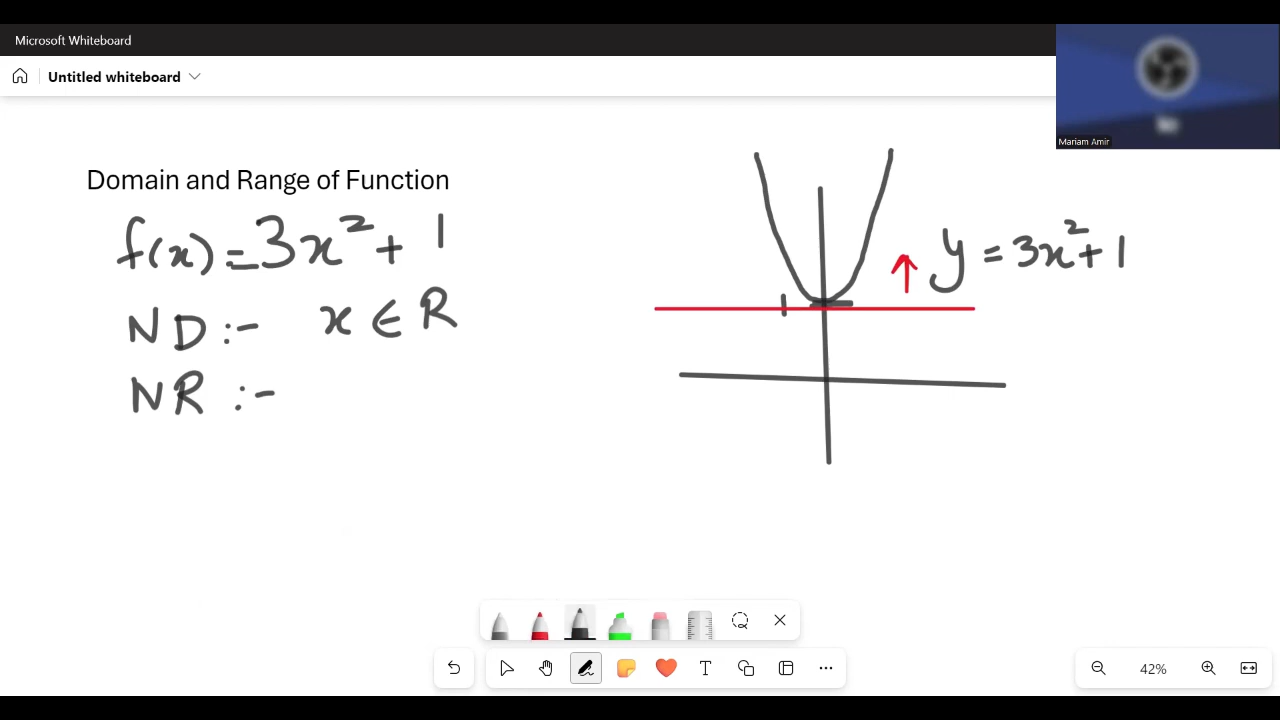 Microsoft Whiteboard
Untitled whiteboard
Mariam Amir
Domain and Range of Function
f(x) = 3x² + 1
ND :- x ∈ R
NR :-
1
y = 3x² + 1
T
42%